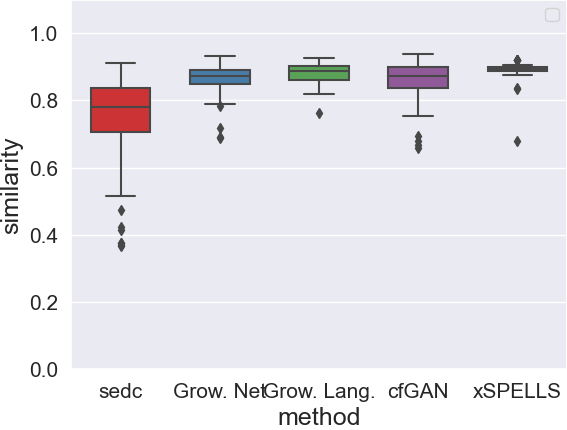 1.0
0.8
0.6
0.4
0.2
0.0
similarity
sedc
Grow. Net
Grow. Lang.
cfGAN
xSPELLS
method